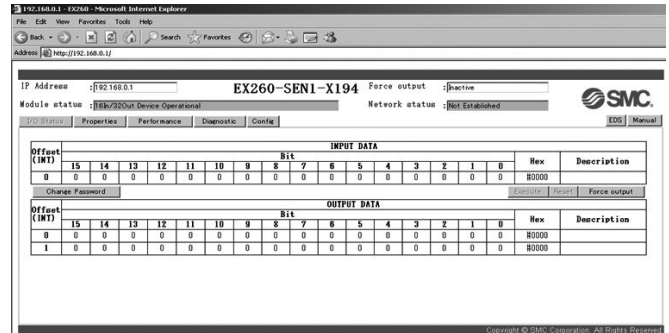 192.168.0.1 - EX260 - Microsoft Internet Explorer
File Edit View Favorites Tools Help
Back Search Favorites
Address http://192.168.0.1/
IP Address :192.168.0.1 EX260-SEN1-X194 Force output :Inactive
Module status :16In/32Out Device Operational Network status :Not Established
SMC.
I/O Status Properties Performance Diagnostic Config EDS Manual
Offset (INT) INPUT DATA
Bit Hex Description
15 14 13 12 11 10 9 8 7 6 5 4 3 2 1 0
0 0 0 0 0 0 0 0 0 0 0 0 0 0 0 0 0 #0000
Change Password Execute Reset Force output
Offset (INT) OUTPUT DATA
Bit Hex Description
15 14 13 12 11 10 9 8 7 6 5 4 3 2 1 0
0 0 0 0 0 0 0 0 0 0 0 0 0 0 0 0 0 #0000
1 0 0 0 0 0 0 0 0 0 0 0 0 0 0 0 0 #0000
Copyright © SMC Corporation. All Rights Reserved.